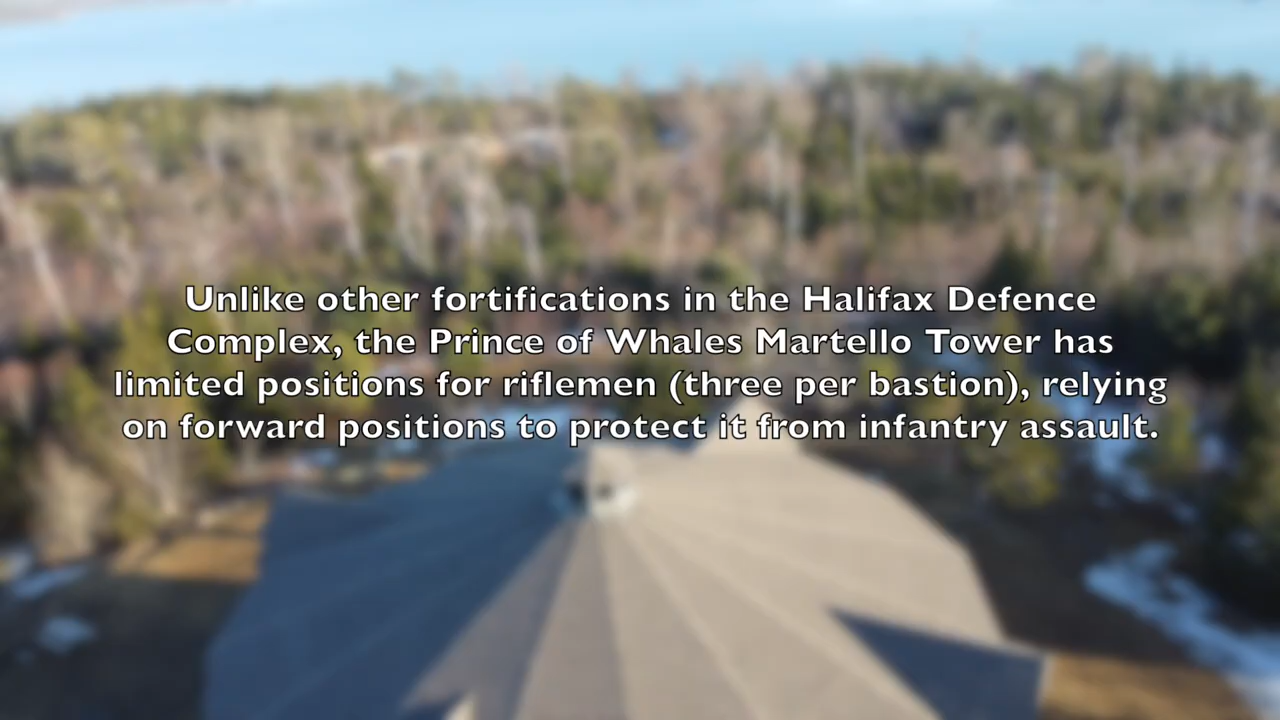 Unlike other fortifications in the Halifax Defence
Complex, the Prince of Whales Martello Tower has
limited positions for riflemen (three per bastion), relying
on forward positions to protect it from infantry assault.